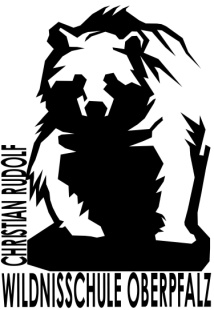 CHRISTIAN RUDOLF
WILDNISSCHULE OBERPFALZ